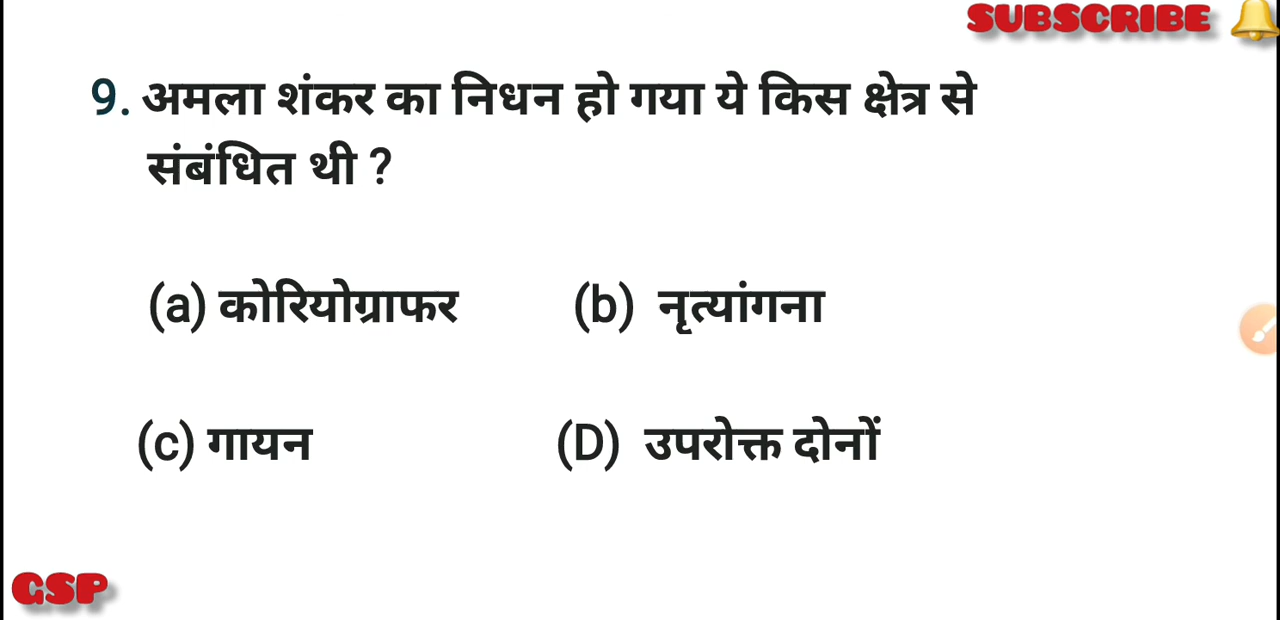 SUBSCRIBE
9. अमला शंकर का निधन हो गया ये किस क्षेत्र से
संबंधित थी ?
(a) कोरियोग्राफर (b) नृत्यांगना
(c) गायन (D) उपरोक्त दोनों
GSP